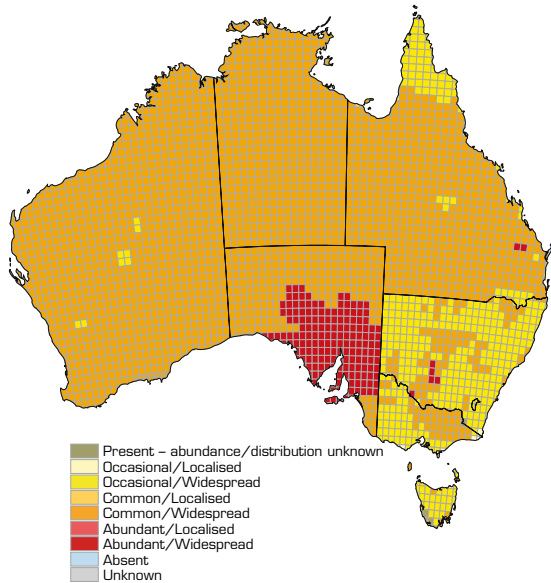 Present – abundance/distribution unknown
Occasional/Localised
Occasional/Widespread
Common/Localised
Common/Widespread
Abundant/Localised
Abundant/Widespread
Absent
Unknown